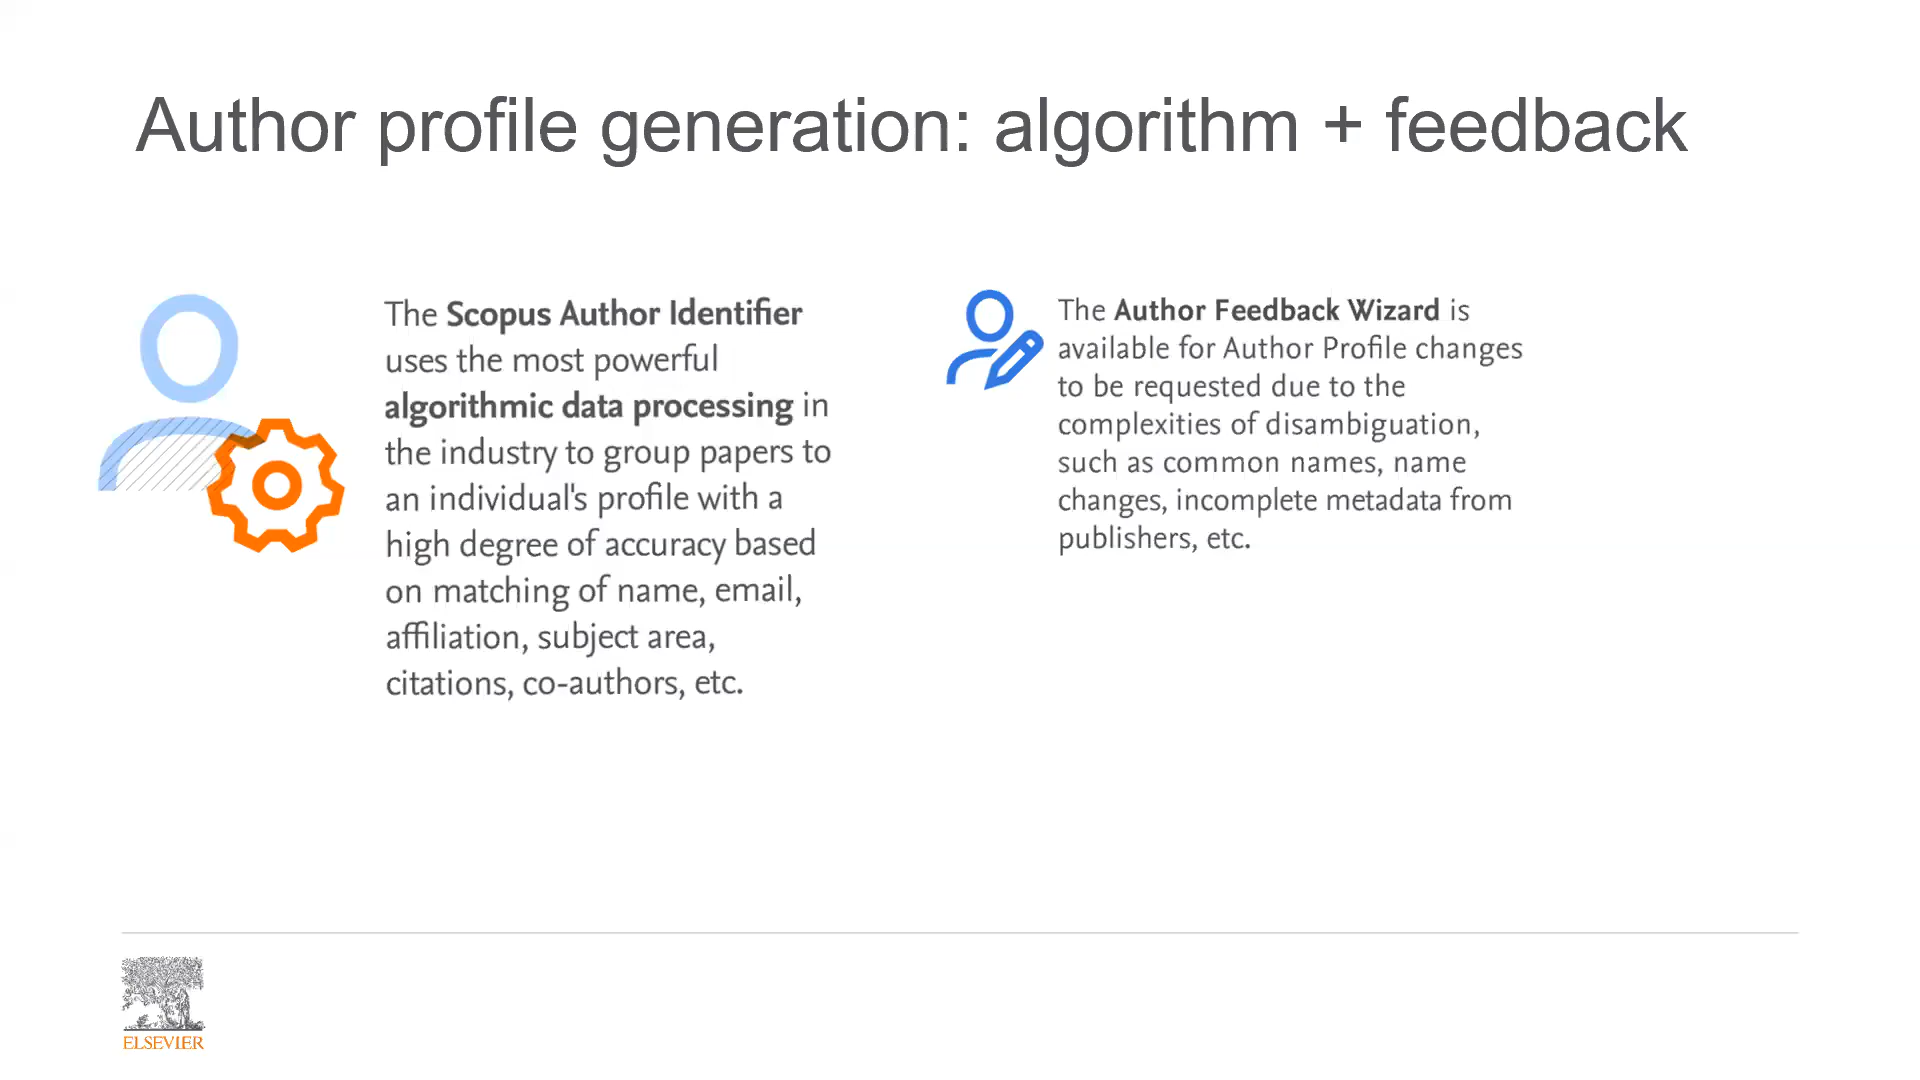 Author profile generation: algorithm + feedback
The Scopus Author Identifier
uses the most powerful
algorithmic data processing in
the industry to group papers to
an individual's profile with a
high degree of accuracy based
on matching of name, email,
affiliation, subject area,
citations, co-authors, etc.
The Author Feedback Wizard is
available for Author Profile changes
to be requested due to the
complexities of disambiguation,
such as common names, name
changes, incomplete metadata from
publishers, etc.
ELSEVIER